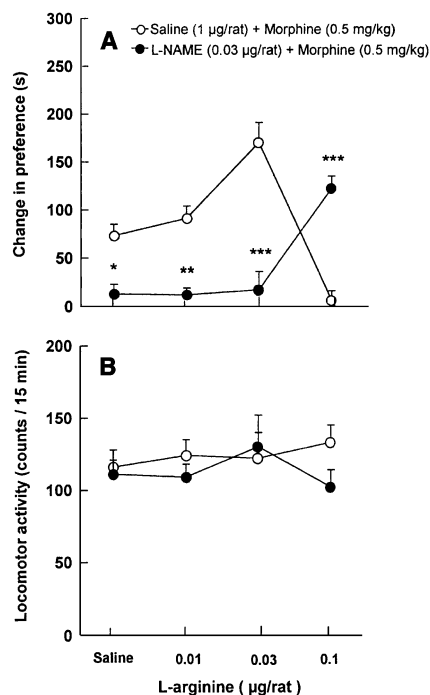 A
Saline (1 µg/rat) + Morphine (0.5 mg/kg)
L-NAME (0.03 µg/rat) + Morphine (0.5 mg/kg)
Change in preference (s)
300
250
200
150
100
50
0
*
**
***
***
B
Locomotor activity (counts / 15 min)
200
150
100
50
0
Saline
0.01
0.03
0.1
L-arginine ( µg/rat )